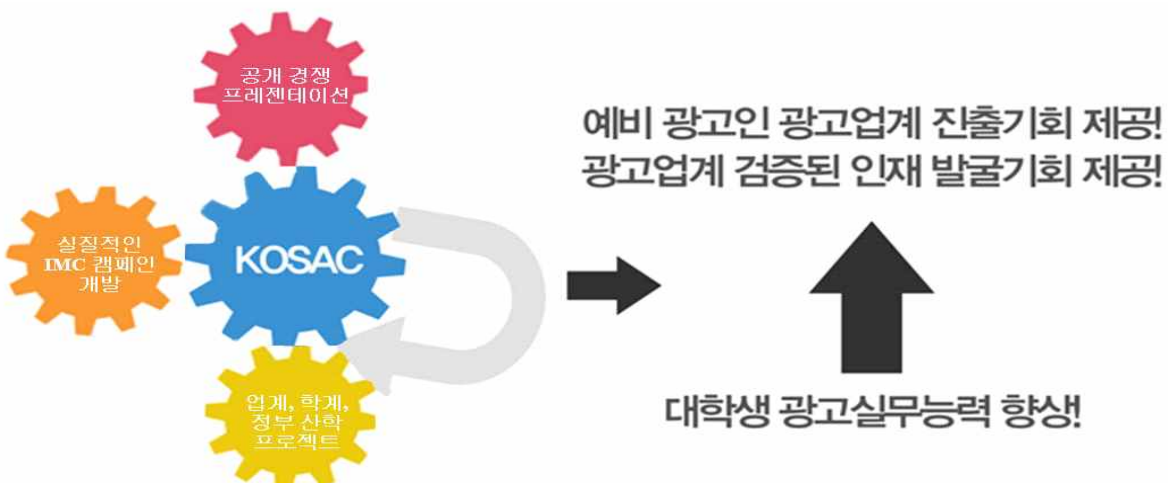 공개 경쟁
프레젠테이션
실질적인
IMC 캠페인
개발
KOSAC
업계, 학계,
정부 산학
프로젝트
예비 광고인 광고업계 진출기회 제공!
광고업계 검증된 인재 발굴기회 제공!
대학생 광고실무능력 향상!